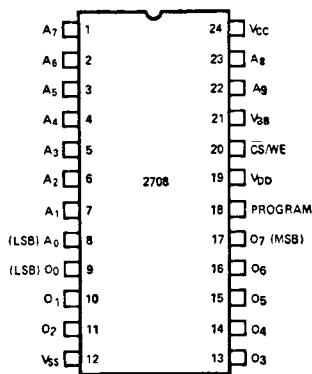 A7 1 24 VCC
A6 2 23 A8
A5 3 22 A9
A4 4 21 VBB
A3 5 20 C̅S̅/WE
A2 6 2708 19 VDD
A1 7 18 PROGRAM
(LSB) A0 8 17 O7 (MSB)
(LSB) O0 9 16 O6
O1 10 15 O5
O2 11 14 O4
VSS 12 13 O3